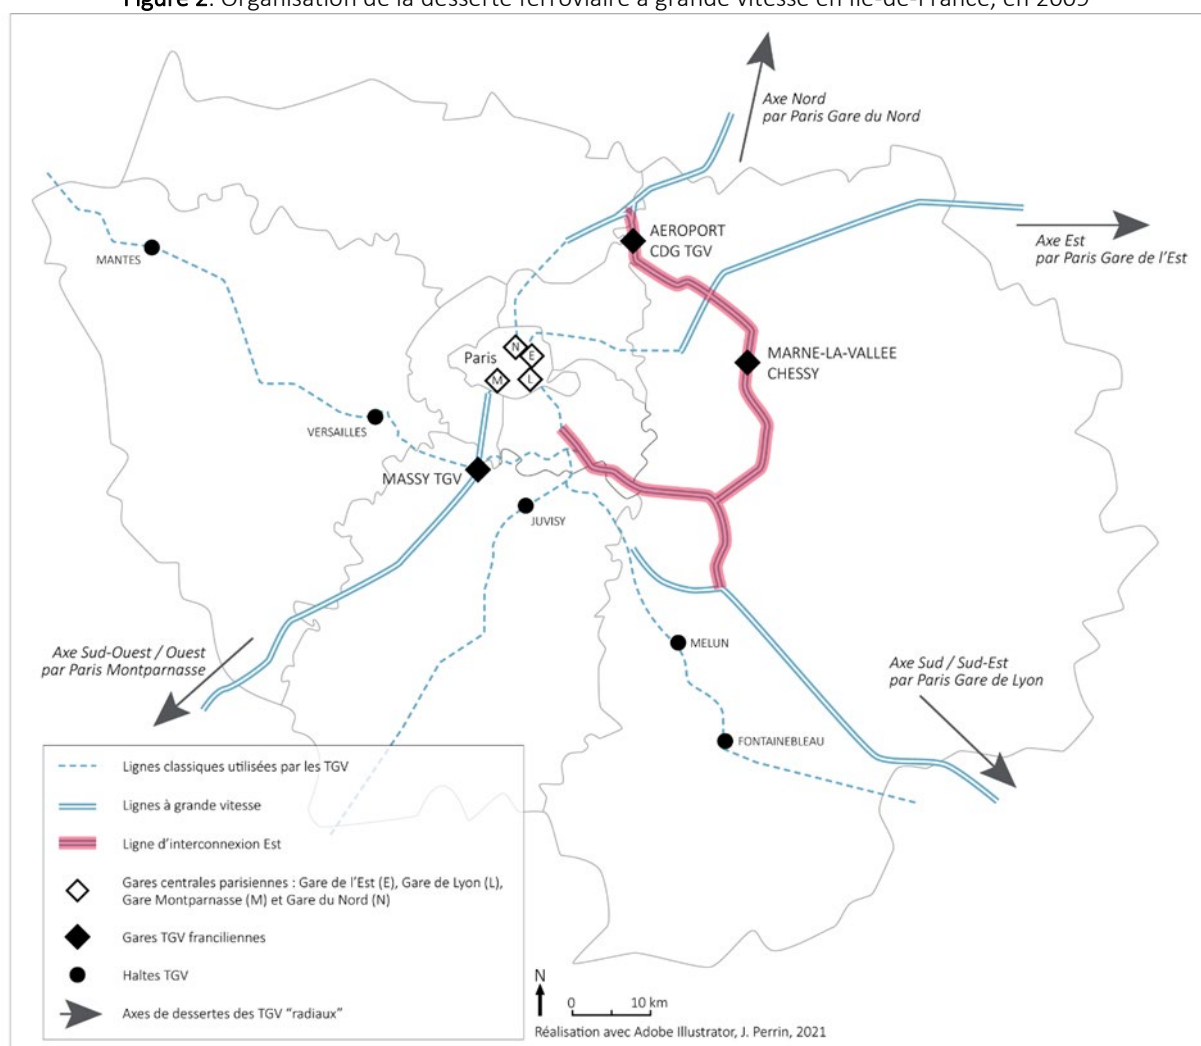 Figure 2. Organisation de la desserte ferroviaire à grande vitesse en Île-de-France, en 2009
Axe Nord
par Paris Gare du Nord
AEROPORT
CDG TGV
Axe Est
par Paris Gare de l'Est
MANTES
N
E
Paris
M
L
MARNE-LA-VALLEE
CHESSY
VERSAILLES
MASSY TGV
JUVISY
Axe Sud-Ouest / Ouest
par Paris Montparnasse
MELUN
Axe Sud / Sud-Est
par Paris Gare de Lyon
FONTAINEBLEAU
Lignes classiques utilisées par les TGV
Lignes à grande vitesse
Ligne d'interconnexion Est
Gares centrales parisiennes : Gare de l'Est (E), Gare de Lyon (L),
Gare Montparnasse (M) et Gare du Nord (N)
Gares TGV franciliennes
Haltes TGV
Axes de dessertes des TGV "radiaux"
N
0 10 km
Réalisation avec Adobe Illustrator, J. Perrin, 2021